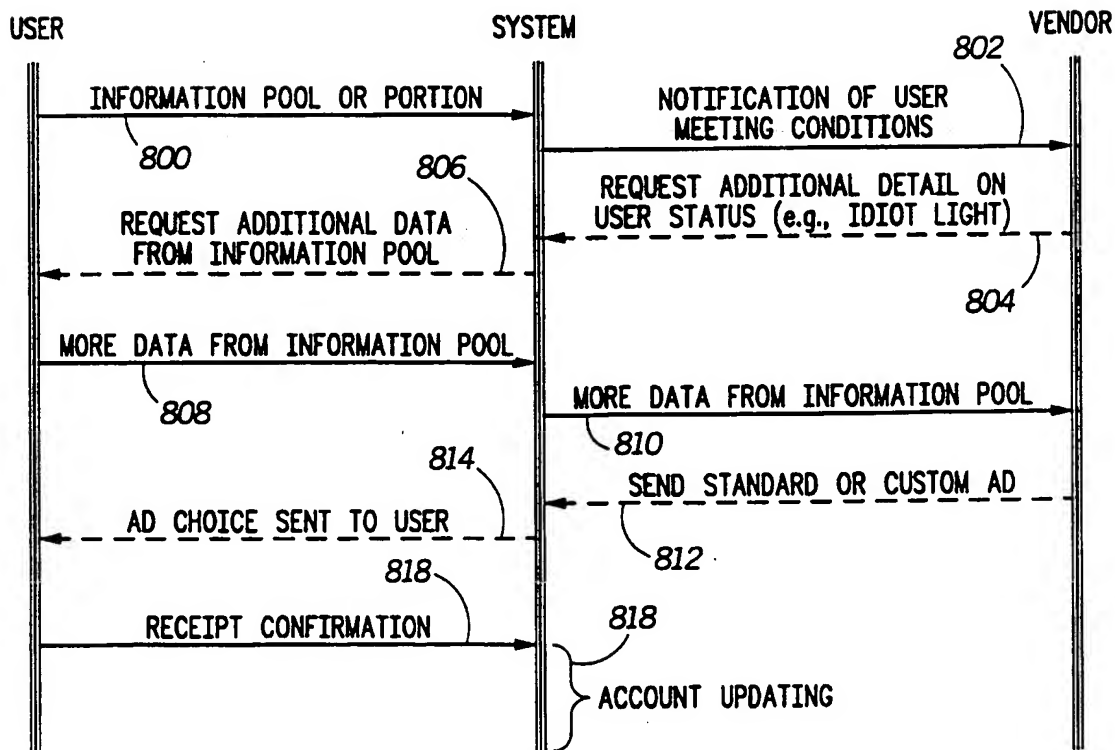 USER
SYSTEM
VENDOR
802
INFORMATION POOL OR PORTION
NOTIFICATION OF USER
MEETING CONDITIONS
800
806
REQUEST ADDITIONAL DETAIL ON
USER STATUS (e.g., IDIOT LIGHT)
REQUEST ADDITIONAL DATA
FROM INFORMATION POOL
804
MORE DATA FROM INFORMATION POOL
808
MORE DATA FROM INFORMATION POOL
810
814
SEND STANDARD OR CUSTOM AD
AD CHOICE SENT TO USER
812
818
RECEIPT CONFIRMATION
818
ACCOUNT UPDATING